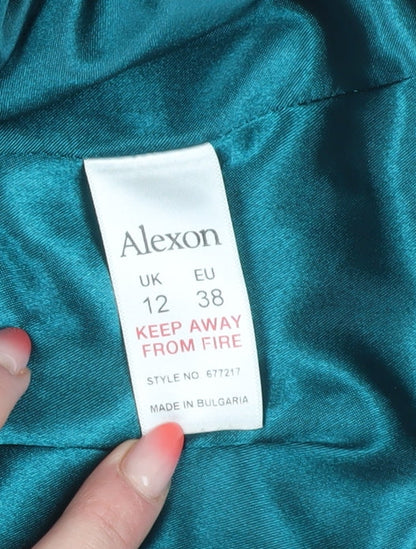 Alexon
UK EU
12 38
KEEP AWAY
FROM FIRE
STYLE NO 677217
MADE IN BULGARIA